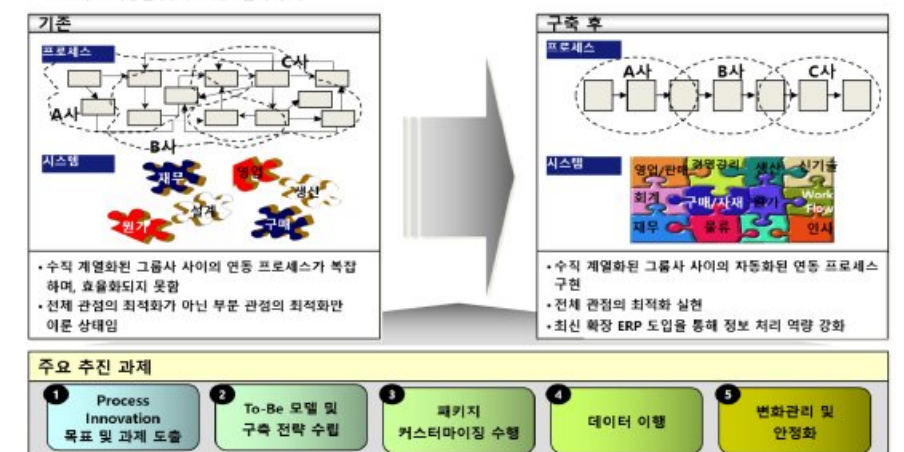 기존
프로세스
C사
A사
B사
시스템
재무
영업
생산
설계
원가
구매
• 수직 계열화된 그룹사 사이의 연동 프로세스가 복잡
하며, 효율화되지 못함
• 전체 관점의 최적화가 아닌 부문 관점의 최적화만
이룬 상태임
구축 후
프로세스
A사
B사
C사
시스템
영업/판매
경영관리
생산
신기술
회계
구매/자재
원가
Work
Flow
재무
물류
인사
• 수직 계열화된 그룹사 사이의 자동화된 연동 프로세스
구현
• 전체 관점의 최적화 실현
• 최신 확장 ERP 도입을 통해 정보 처리 역량 강화
주요 추진 과제
1
Process
Innovation
목표 및 과제 도출
2
To-Be 모델 및
구축 전략 수립
3
패키지
커스터마이징 수행
4
데이터 이행
5
변화관리 및
안정화